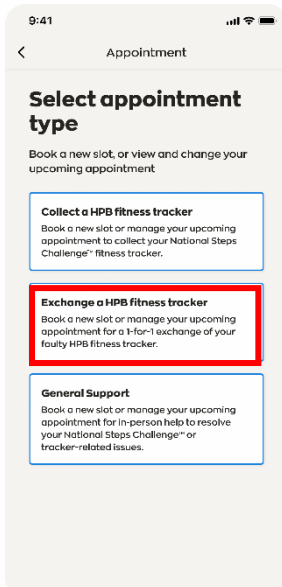 9:41
Appointment
Select appointment
type
Book a new slot, or view and change your
upcoming appointment
Collect a HPB fitness tracker
Book a new slot or manage your upcoming
appointment to collect your National Steps
Challenge™ fitness tracker.
Exchange a HPB fitness tracker
Book a new slot or manage your upcoming
appointment for a 1-for-1 exchange of your
faulty HPB fitness tracker.
General Support
Book a new slot or manage your upcoming
appointment for in-person help to resolve
your National Steps Challenge™ or
tracker-related issues.